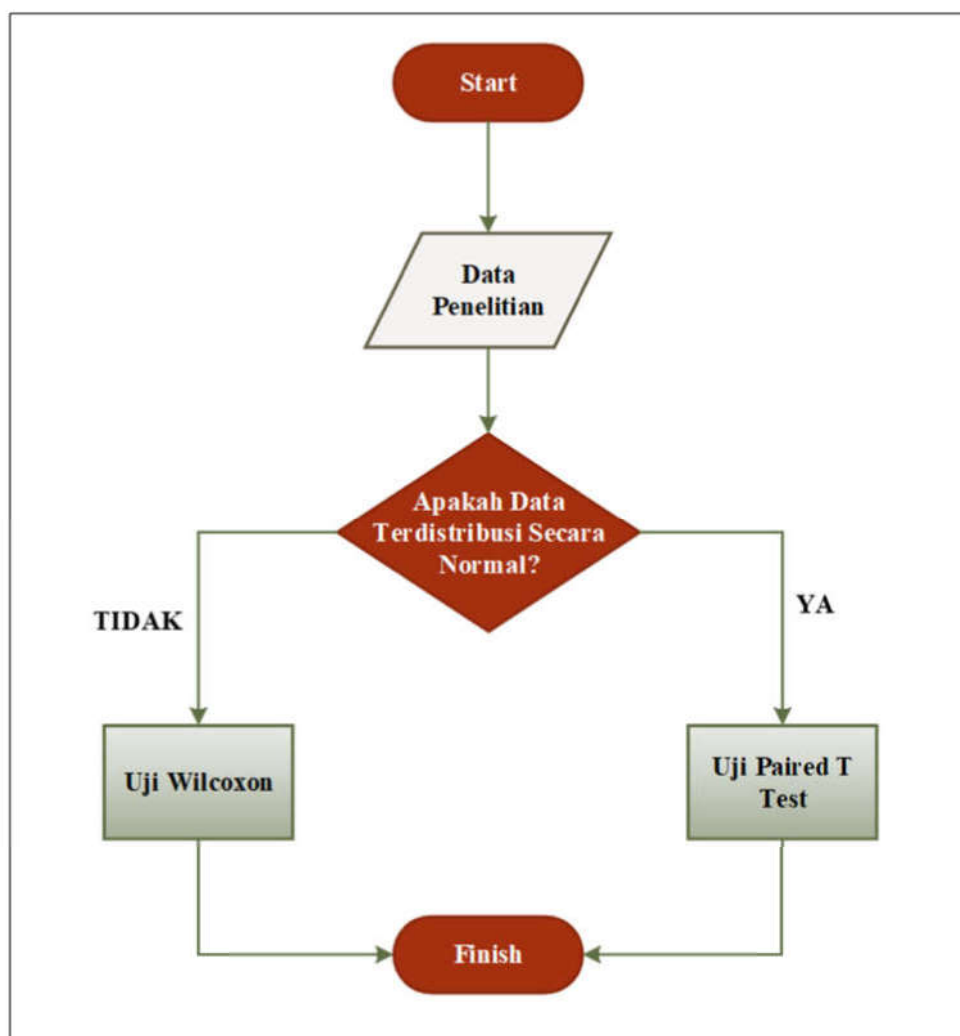 Start
Data
Penelitian
Apakah Data
Terdistribusi Secara
Normal?
TIDAK
YA
Uji Wilcoxon
Uji Paired T
Test
Finish